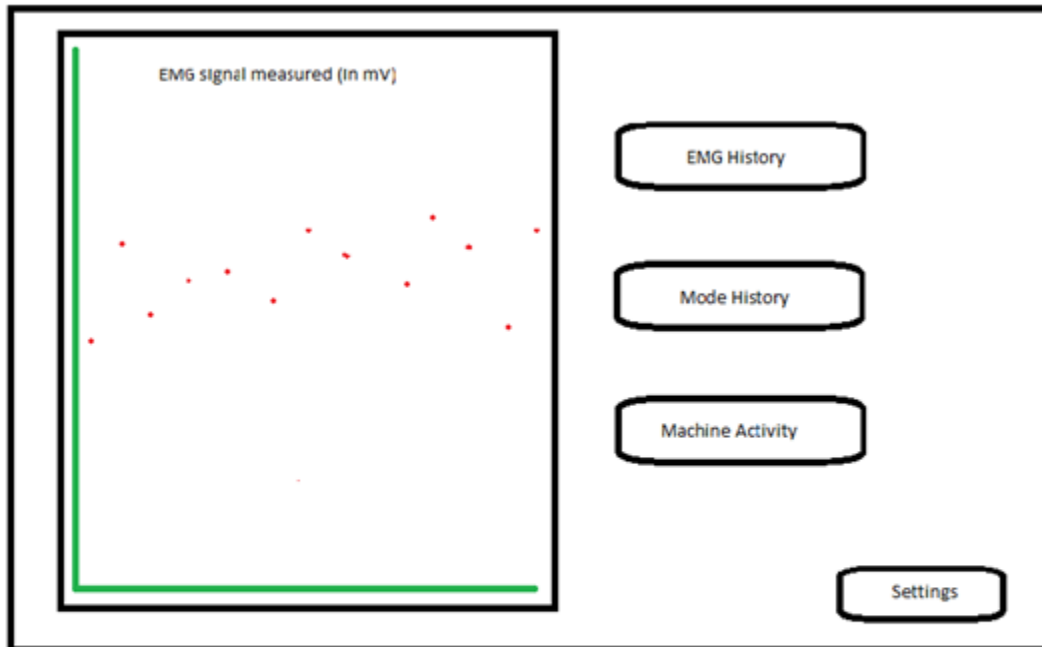 EMG signal measured (in mV)
EMG History
Mode History
Machine Activity
Settings